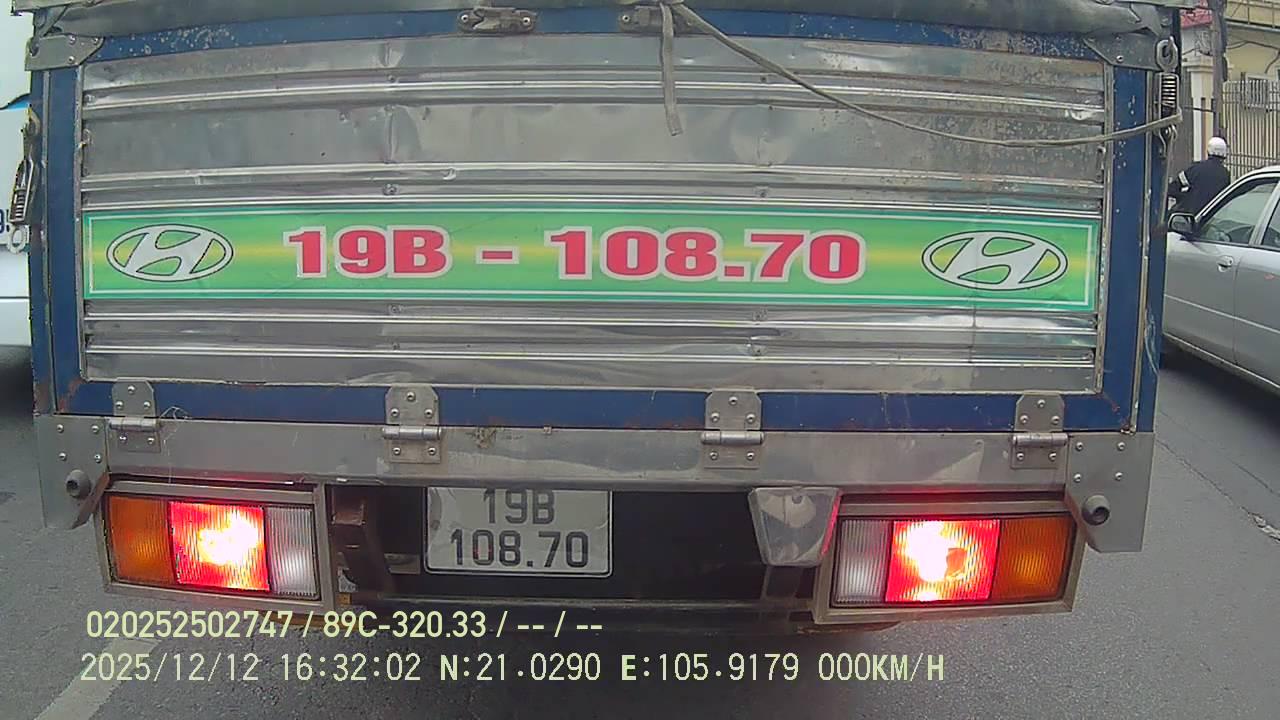 19B - 108.70
19B
108.70
020252502747 / 89C-320.33 / -- / --
2025/12/12 16:32:02 N:21.0290 E:105.9179 000KM/H